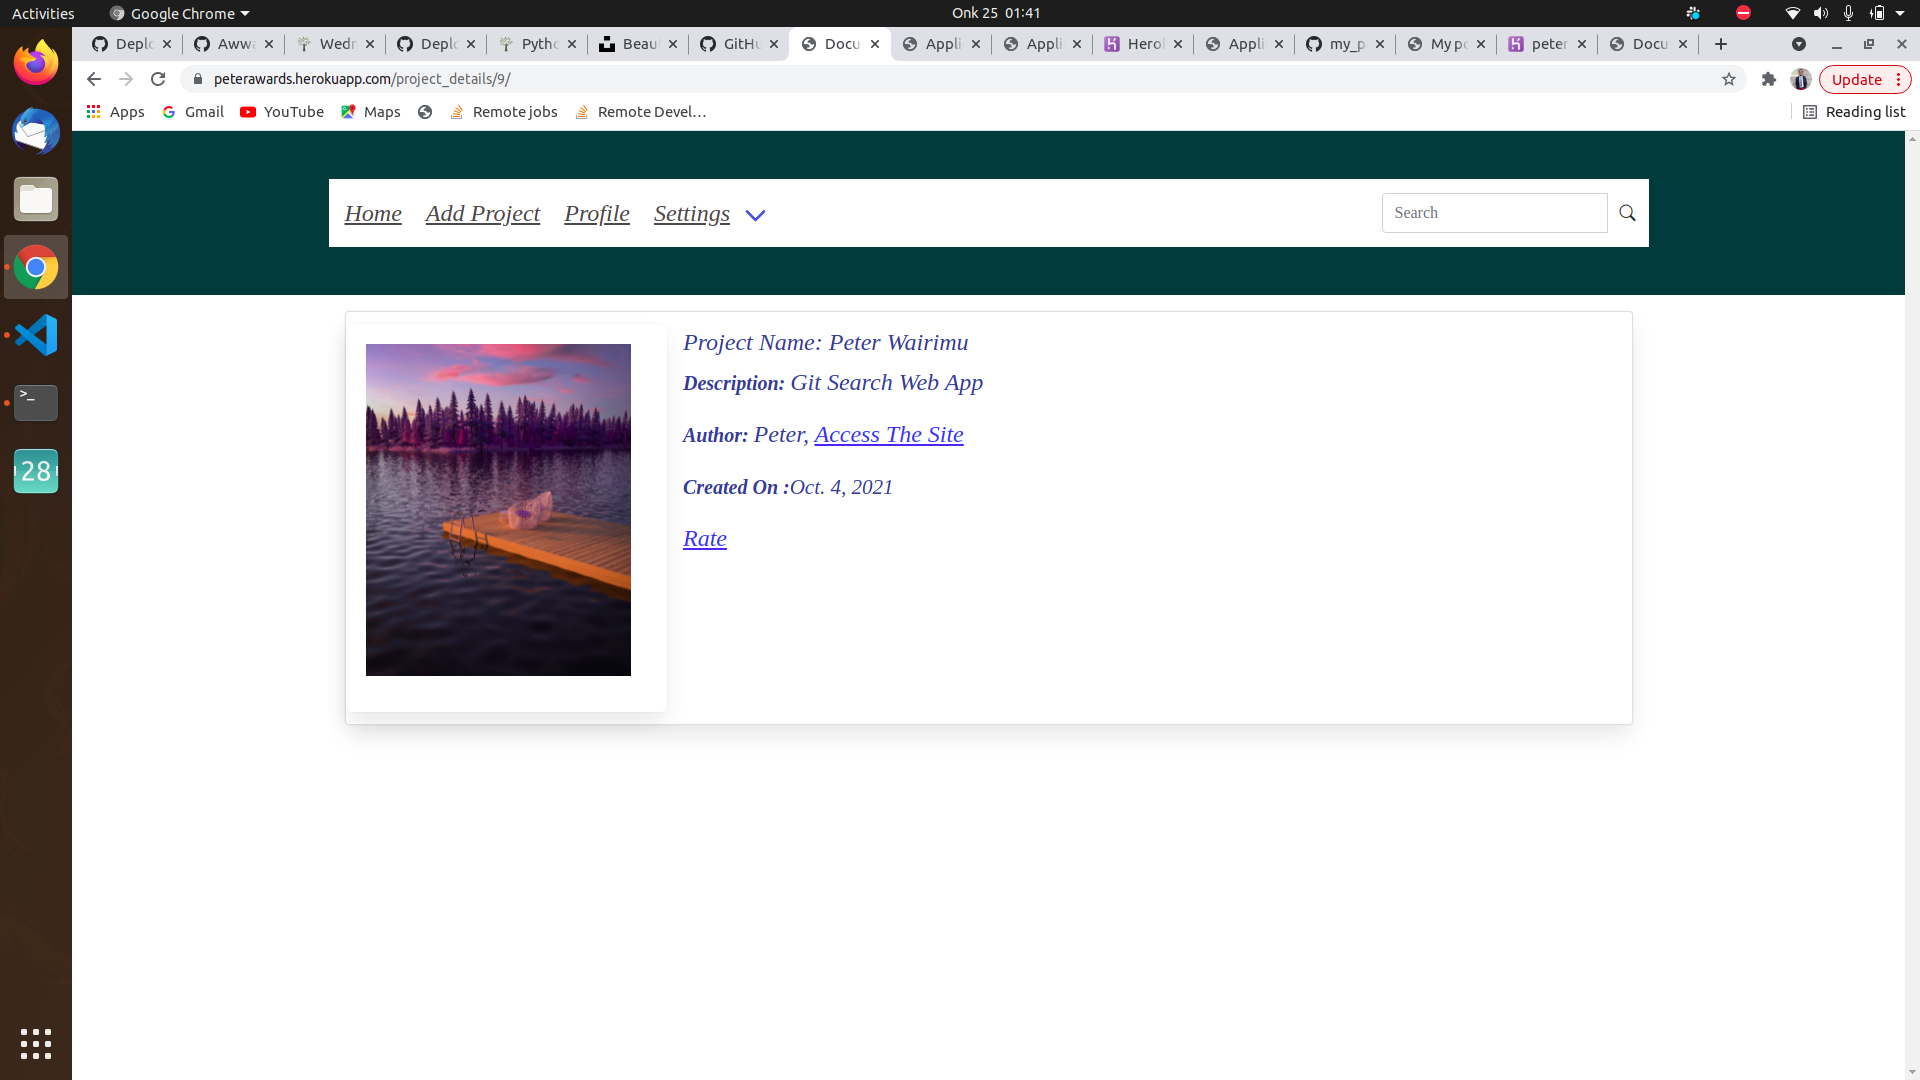 Activities Google Chrome Onk 25 01:41
Deplo Awwa Wedn Deplo Pytho Beau GitHu Docu Appli Appli Herol Appli my_p My po peter Docu
peterawards.herokuapp.com/project_details/9/ Update
Apps Gmail YouTube Maps Remote jobs Remote Devel... Reading list
Home Add Project Profile Settings Search
Project Name: Peter Wairimu
Description: Git Search Web App
Author: Peter, Access The Site
Created On :Oct. 4, 2021
Rate
>_
28